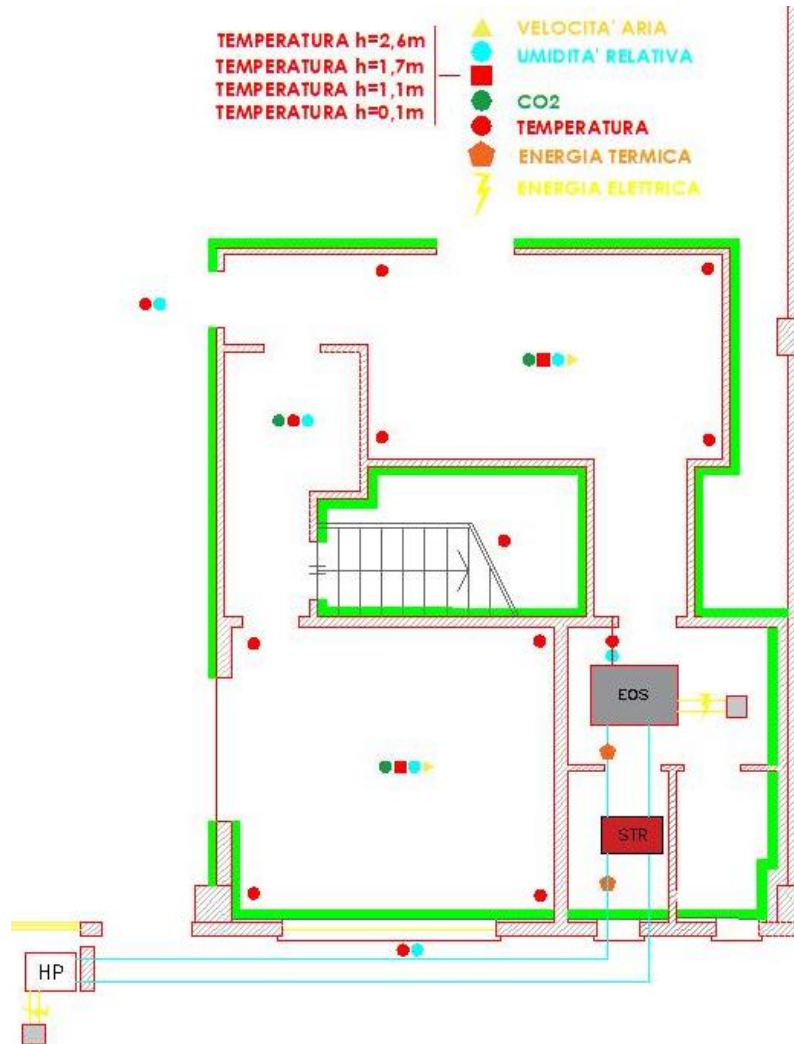 TEMPERATURA h=2,6m
TEMPERATURA h=1,7m
TEMPERATURA h=1,1m
TEMPERATURA h=0,1m
VELOCITA' ARIA
UMIDITA' RELATIVA
CO2
TEMPERATURA
ENERGIA TERMICA
ENERGIA ELETTRICA
EOS
STR
HP